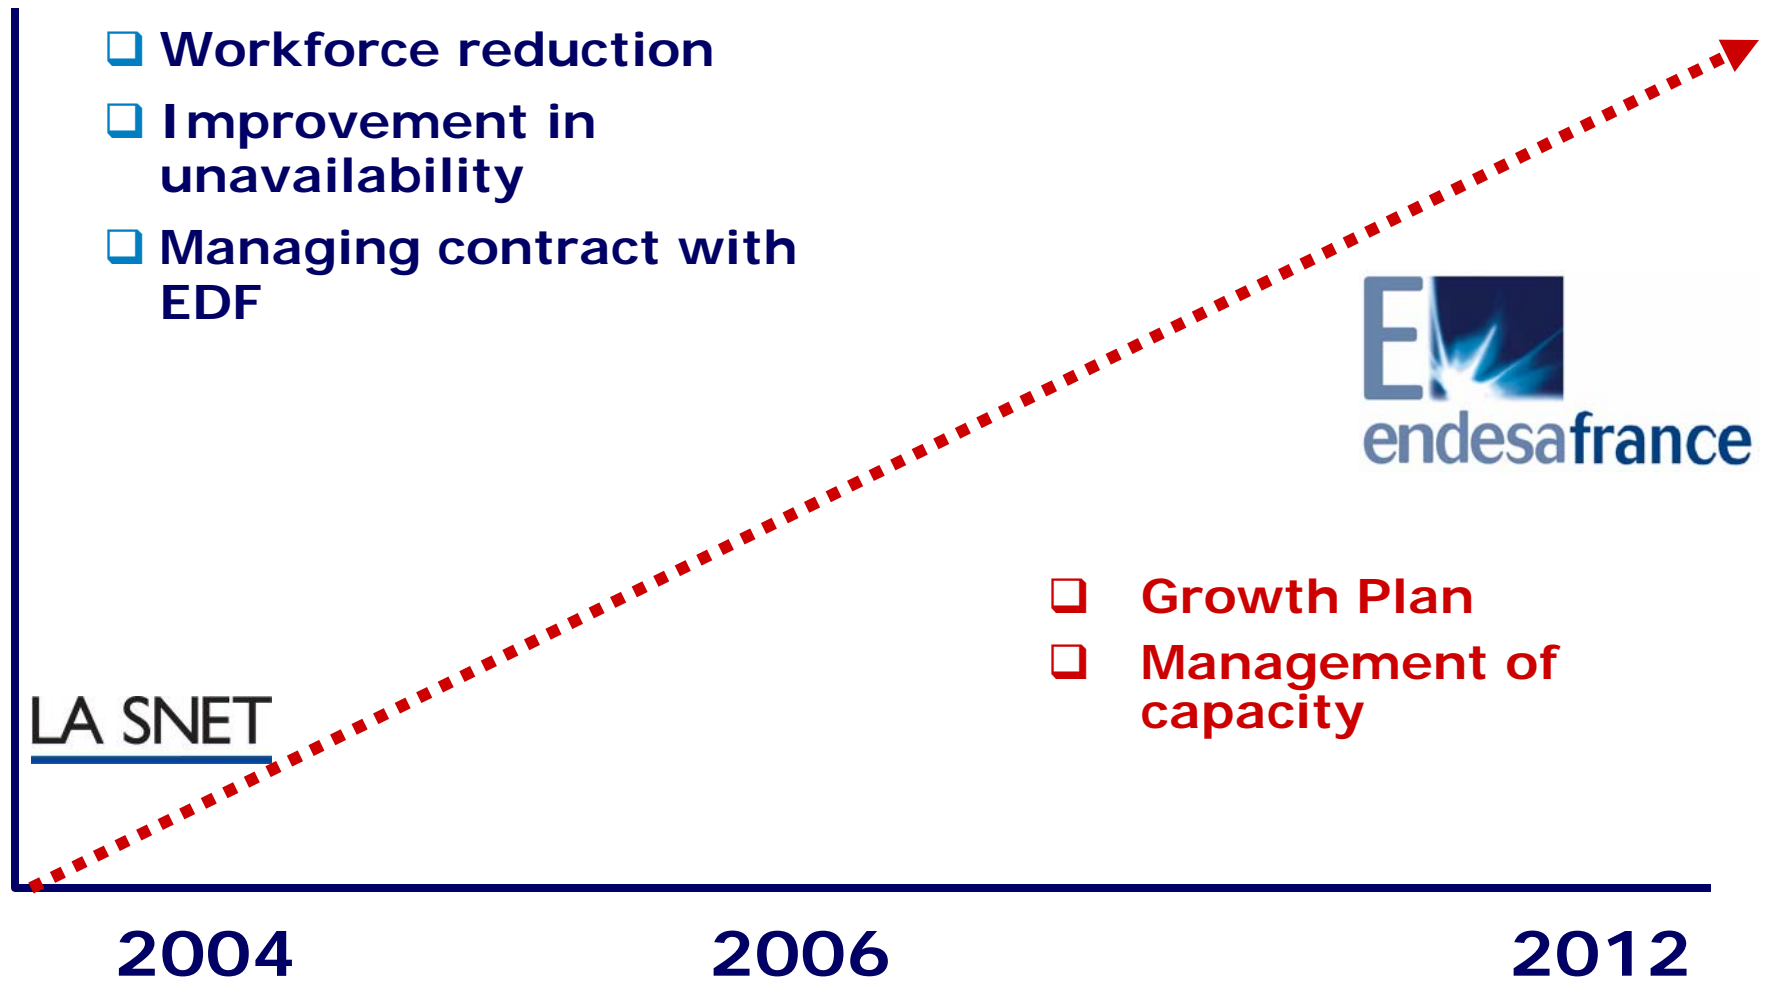 Workforce reduction
Improvement in
unavailability
Managing contract with
EDF
E
endesafrance
Growth Plan
Management of
capacity
LA SNET
2004 2006 2012